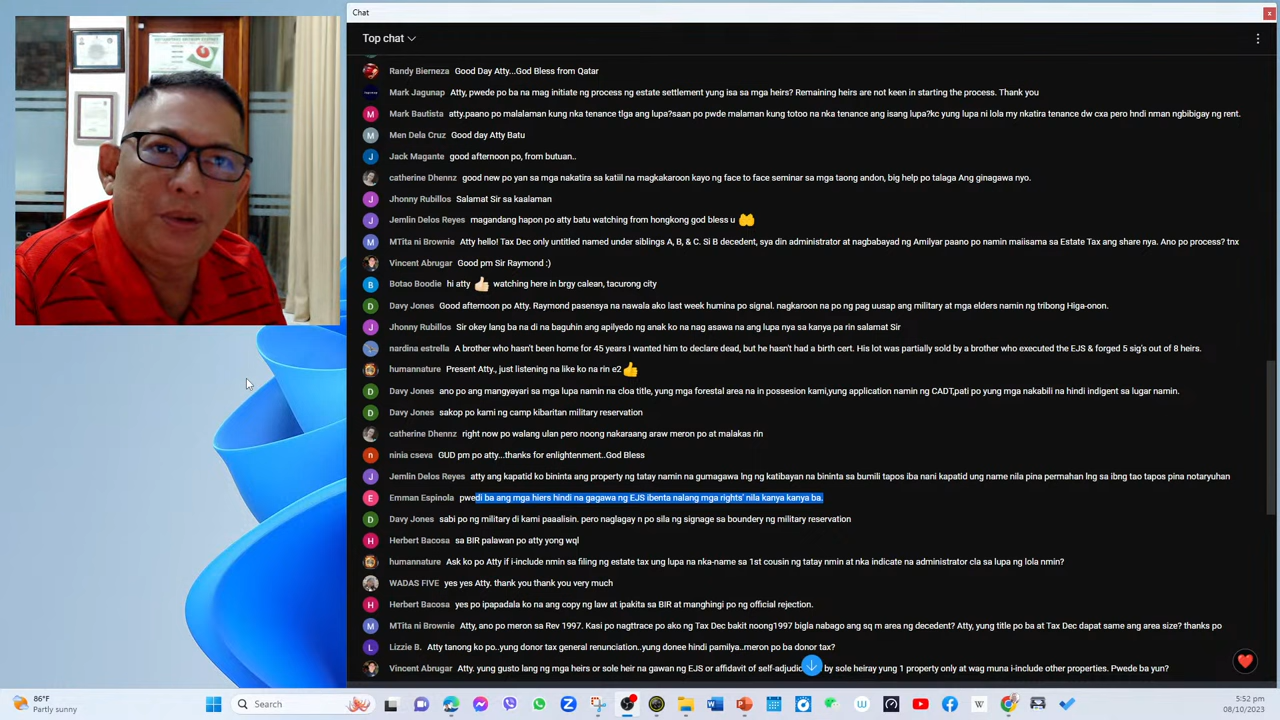 Chat
Top chat
Randy Bierneza Good Day Atty...God Bless from Qatar
Mark Jagunap Atty, pwede po ba na mag initiate ng process ng estate settlement yung isa sa mga heirs? Remaining heirs are not keen in starting the process. Thank you
Mark Bautista atty.paano po malalaman kung nka tenance tlga ang lupa?saan po pwde malaman kung totoo na nka tenance ang isang lupa?kc yung lupa ni lola my nkatira tenance dw cxa pero hndi nman ngbibigay ng rent.
Men Dela Cruz Good day Atty Batu
Jack Magante good afternoon po, from butuan..
catherine Dhennz good new po yan sa mga nakatira sa katiil na magkakaroon kayo ng face to face seminar sa mga taong andon, big help po talaga Ang ginagawa nyo.
Jhonny Rubillos Salamat Sir sa kaalaman
Jemlin Delos Reyes magandang hapon po atty batu watching from hongkong god bless u
MTita ni Brownie Atty hello! Tax Dec only untitled named under siblings A, B, & C. Si B decedent, sya din administrator at nagbabayad ng Amilyar paano po namin maiisama sa Estate Tax ang share nya. Ano po process? tnx
Vincent Abrugar Good pm Sir Raymond :)
Botao Boodie hi atty watching here in brgy calean, tacurong city
Davy Jones Good afternoon po Atty. Raymond pasensya na nawala ako last week humina po signal. nagkaroon na po ng pag uusap ang military at mga elders namin ng tribong Higa-onon.
Jhonny Rubillos Sir okey lang ba na di na baguhin ang apilyedo ng anak ko na nag asawa na ang lupa nya sa kanya pa rin salamat Sir
nardina estrella A brother who hasn't been home for 45 years I wanted him to declare dead, but he hasn't had a birth cert. His lot was partially sold by a brother who executed the EJS & forged 5 sig's out of 8 heirs.
humannature Present Atty., just listening na like ko na rin e2
Davy Jones ano po ang mangyayari sa mga lupa namin na cloa title, yung mga forestal area na in possesion kami,yung application namin ng CADT,pati po yung mga nakabili na hindi indigent sa lugar namin.
Davy Jones sakop po kami ng camp kibaritan military reservation
catherine Dhennz right now po walang ulan pero noong nakaraang araw meron po at malakas rin
ninia cseva GUD pm po atty...thanks for enlightenment..God Bless
Jemlin Delos Reyes atty ang kapatid ko bininta ang property ng tatay namin na gumagawa lng ng katibayan na bininta sa bumili tapos iba nani kapatid ung name nila pina permahan lng sa ibng tao tapos pina notaryuhan
Emman Espinola pwedi ba ang mga hiers hindi na gagawa ng EJS ibenta nalang mga rights' nila kanya kanya ba.
Davy Jones sabi po ng military di kami paaalisin. pero naglagay n po sila ng signage sa boundery ng military reservation
Herbert Bacosa sa BIR palawan po atty yong wql
humannature Ask ko po Atty if i-include nmin sa filing ng estate tax ung lupa na nka-name sa 1st cousin ng tatay nmin at nka indicate na administrator cla sa lupa ng lola nmin?
WADAS FIVE yes yes Atty. thank you thank you very much
Herbert Bacosa yes po ipapadala ko na ang copy ng law at ipakita sa BIR at manghingi po ng official rejection.
MTita ni Brownie Atty, ano po meron sa Rev 1997. Kasi po nagttrace po ako ng Tax Dec bakit noong1997 bigla nabago ang sq m area ng decedent? Atty, yung title po ba at Tax Dec dapat same ang area size? thanks po
Lizzie B. Atty tanong ko po..yung donor tax general renunciation..yung donee hindi pamilya..meron po ba donor tax?
Vincent Abrugar Atty. yung gusto lang ng mga heirs or sole heir na gawan ng EJS or affidavit of self-adjudic by sole heiray yung 1 property only at wag muna i-include other properties. Pwede ba yun?
86°F
Partly sunny
Search
5:52 pm
08/10/2023